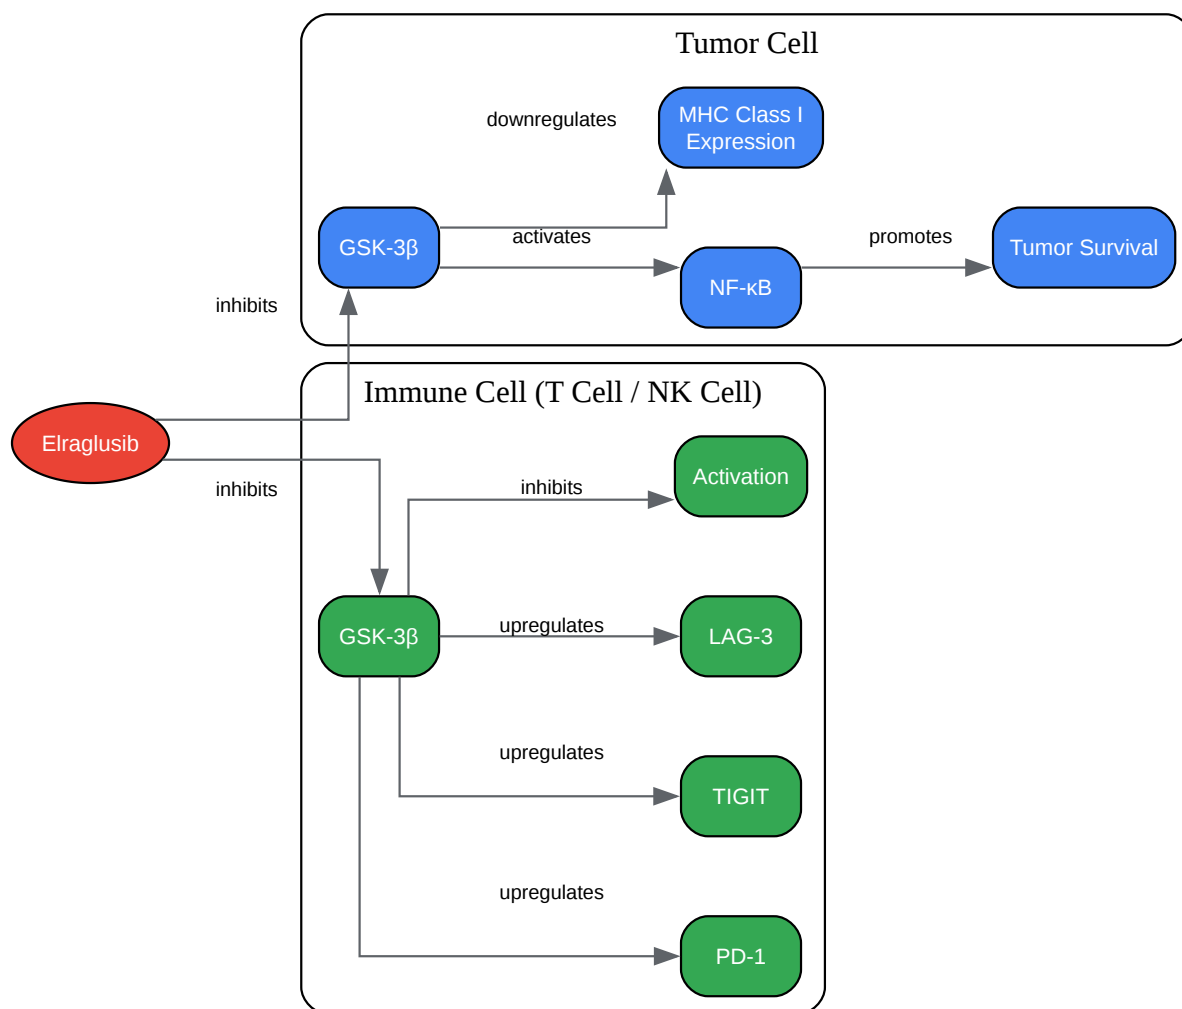 Tumor Cell
downregulates
MHC Class I
Expression
GSK-3β
activates
NF-κB
promotes
Tumor Survival
inhibits
Elraglusib
inhibits
Immune Cell (T Cell / NK Cell)
inhibits
Activation
GSK-3β
upregulates
LAG-3
upregulates
TIGIT
upregulates
PD-1